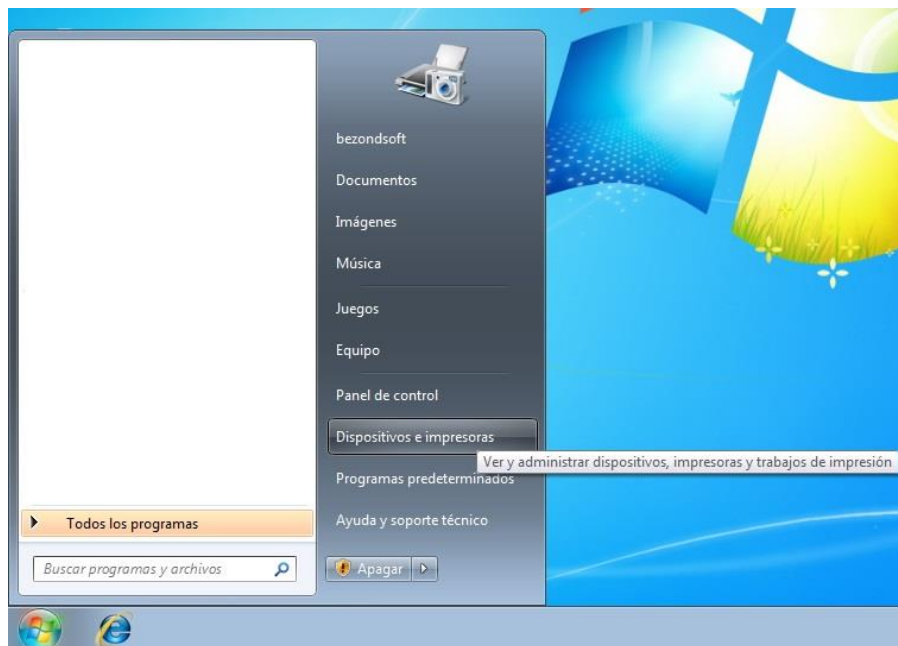 bezondsoft
Documentos
Imágenes
Música
Juegos
Equipo
Panel de control
Dispositivos e impresoras
Ver y administrar dispositivos, impresoras y trabajos de impresión
Programas predeterminados
Todos los programas
Ayuda y soporte técnico
Buscar programas y archivos
Apagar